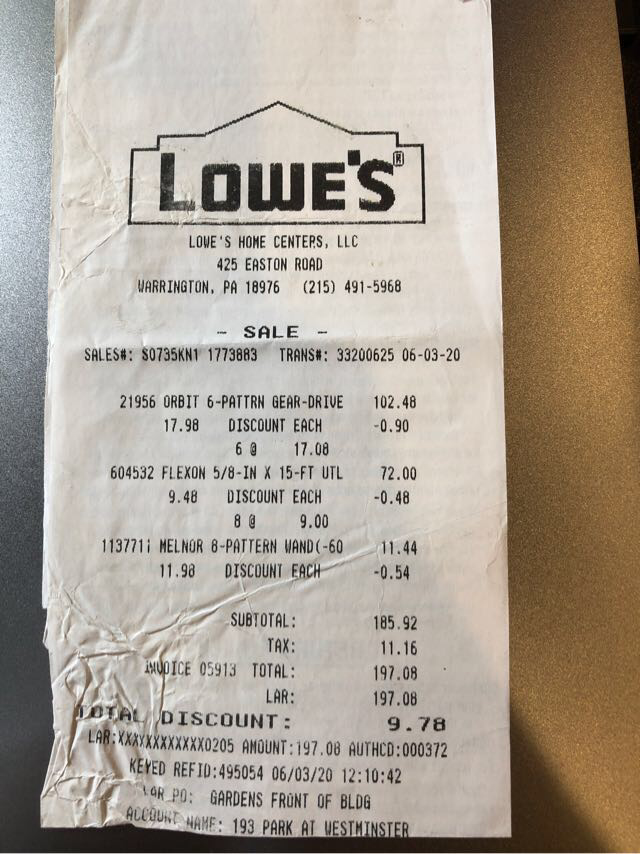 LOWE'S®
LOWE'S HOME CENTERS, LLC
425 EASTON ROAD
WARRINGTON, PA 18976 (215) 491-5968
- SALE -
SALES#: S0735KN1 1773883 TRANS#: 33200625 06-03-20
21956 ORBIT 6-PATTRN GEAR-DRIVE 102.48
17.98 DISCOUNT EACH -0.90
6 @ 17.08
604532 FLEXON 5/8-IN X 15-FT UTL 72.00
9.48 DISCOUNT EACH -0.48
8 @ 9.00
1137711 MELNOR 8-PATTERN WAND(-60 11.44
11.98 DISCOUNT EACH -0.54
SUBTOTAL: 185.92
TAX: 11.16
INVOICE 05913 TOTAL: 197.08
LAR: 197.08
TOTAL DISCOUNT: 9.78
LAR:XXXXXXXXXXXX0205 AMOUNT:197.08 AUTHCD:000372
KEYED REFID:495054 06/03/20 12:10:42
LAR PO: GARDENS FRONT OF BLDG
ACCOUNT NAME: 193 PARK AT WESTMINSTER